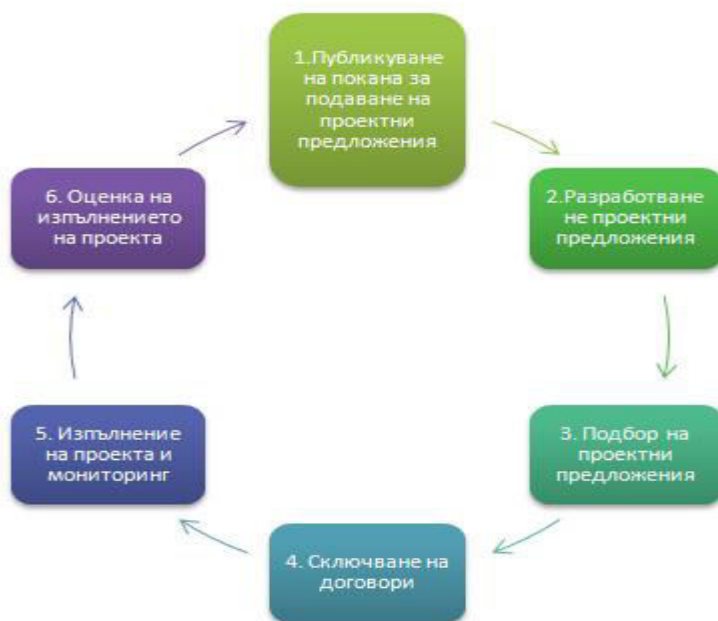 1.Публикуване
на покана за
подаване на
проектни
предложения
2.Разработване
не проектни
предложения
3. Подбор на
проектни
предложения
4. Сключване на
договори
5. Изпълнение
на проекта и
мониторинг
6. Оценка на
изпълнението
на проекта